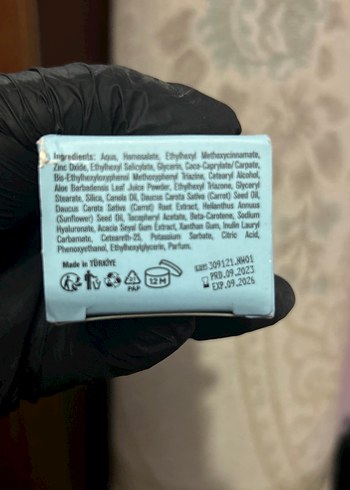 Ingredients: Aqua, Homosalate, Ethylhexyl Methoxycinnamate,
Zinc Oxide, Ethylhexyl Salicylate, Glycerin, Coco-Caprylate/ Carpate,
Bis-Ethylhexyloxyphenol Methoxyphenyl Triazine, Cetearyl Alcohol,
Aloe Barbadensis Leaf Juice Powder, Ethylhexyl Triazone, Glyceryl
Stearate, Silica, Canola Oil, Daucus Carota Sativa (Carrot) Seed Oil,
Daucus Carota Sativa (Carrot) Root Extract, Helianthus Annuus
(Sunflower) Seed Oil, Tocopheryl Acetate, Beta-Carotene, Sodium
Hyaluronate, Acacia Seyal Gum Extract, Xanthan Gum, Inulin Lauryl
Carbamate, Ceteareth-25, Potassium Sorbate, Citric Acid,
Phenoxyethanol, Ethylhexylglycerin, Parfum.
Made in TÜRKİYE
PAP
12 M
309121.NH01
PRD.09.2023
EXP.09.2026